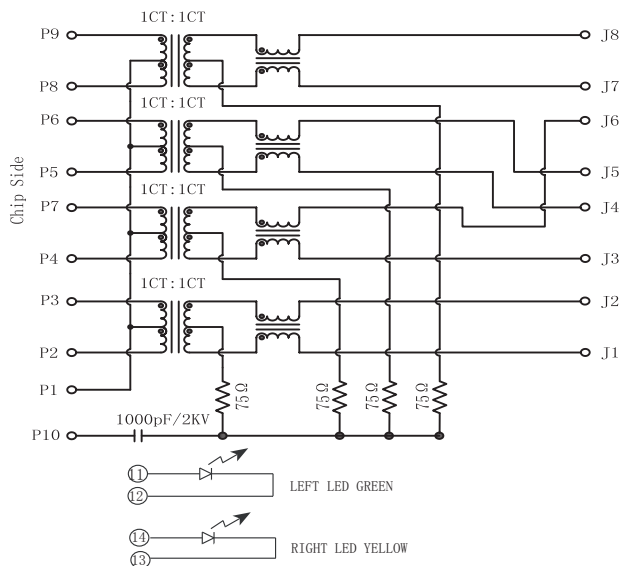 1CT:1CT
P9
J8
P8
J7
1CT:1CT
P6
J6
P5
J5
1CT:1CT
P7
J4
P4
J3
1CT:1CT
P3
J2
P2
J1
Chip Side
P1
75Ω
75Ω
75Ω
75Ω
1000pF/2KV
P10
11
12
LEFT LED GREEN
14
13
RIGHT LED YELLOW